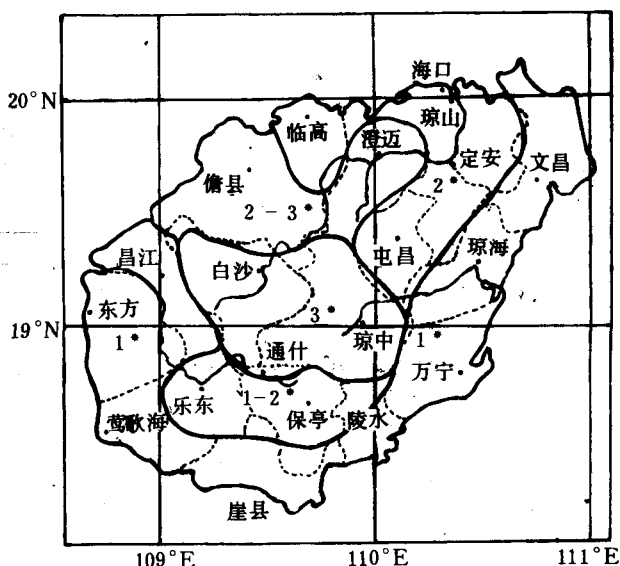 海口
20°N
临高
澄迈
琼山
定安
文昌
儋县
2-3*
2*
昌江
白沙
屯昌
琼海
东方
1*
19°N
3*
琼中
1*
通什
万宁
乐东
1-2*
保亭
陵水
莺歌海
崖县
109°E
110°E
111°E